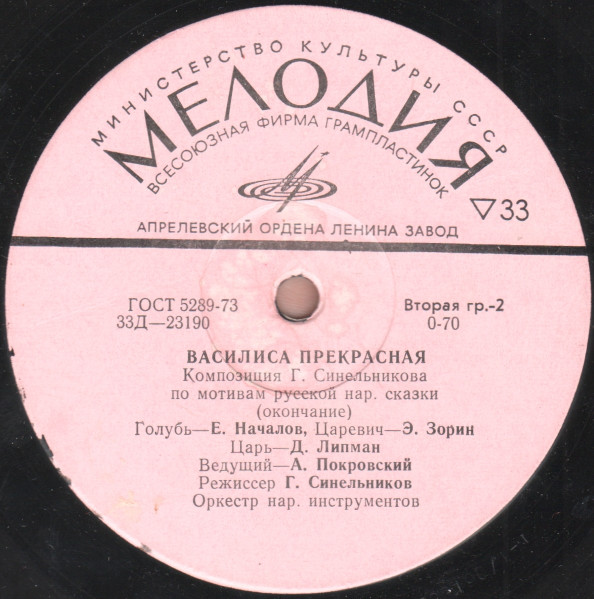 МИНИСТЕРСТВО КУЛЬТУРЫ СССР
МЕЛОДИЯ
ВСЕСОЮЗНАЯ ФИРМА ГРАМПЛАСТИНОК
▽33
АПРЕЛЕВСКИЙ ОРДЕНА ЛЕНИНА ЗАВОД
ГОСТ 5289-73 Вторая гр.-2
33Д—23190 0-70
ВАСИЛИСА ПРЕКРАСНАЯ
Композиция Г. Синельникова
по мотивам русской нар. сказки
(окончание)
Голубь—Е. Началов, Царевич—Э. Зорин
Царь—Д. Липман
Ведущий—А. Покровский
Режиссер Г. Синельников
Оркестр нар. инструментов